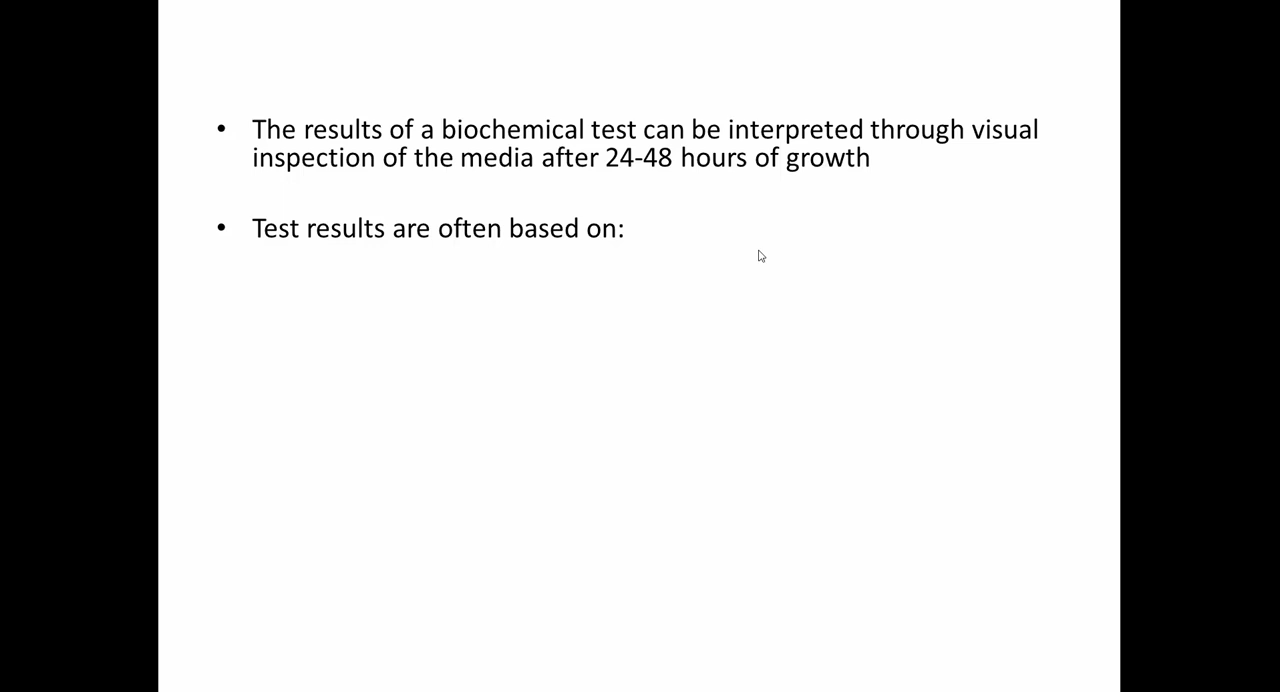 • The results of a biochemical test can be interpreted through visual
inspection of the media after 24-48 hours of growth
• Test results are often based on: